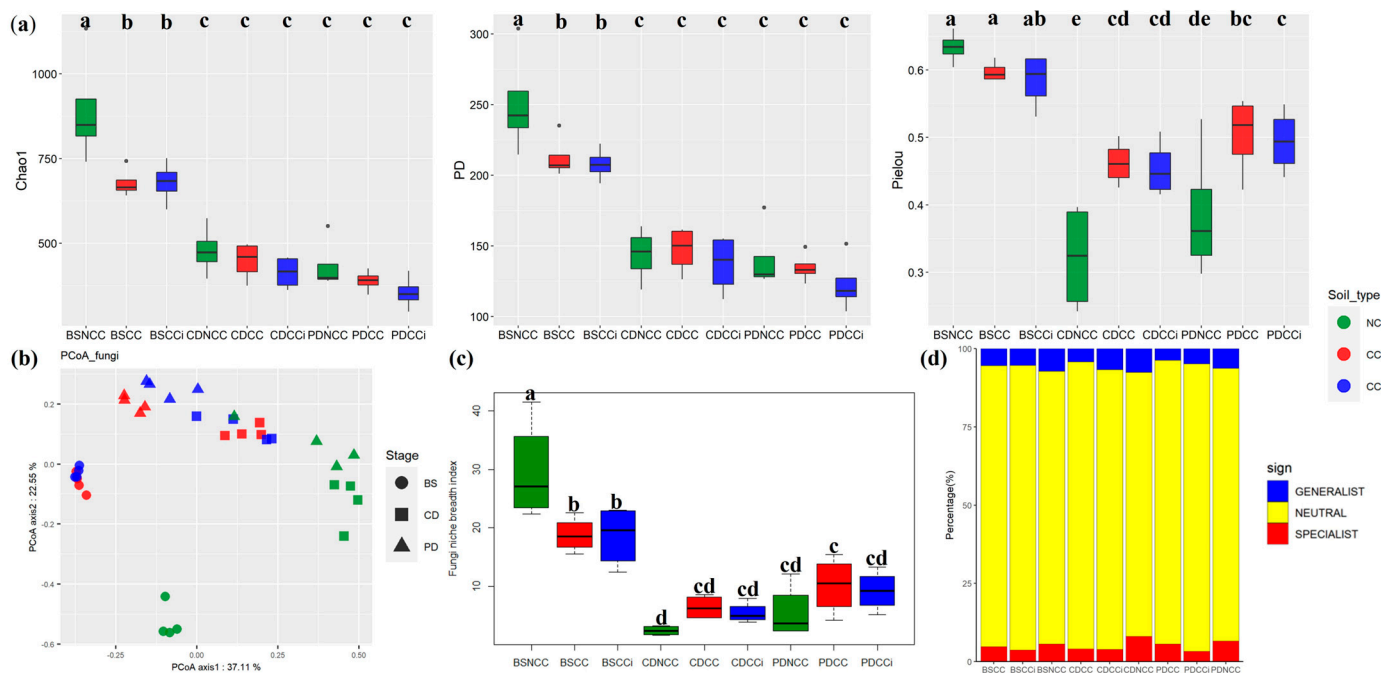 (a)
a b b c c c c c c
Chao1
1000
750
500
BSNCC BSCC BSCCi CDNCC CDCC CDCCi PDNCC PDCC PDCCi
a b b c c c c c c
PD
300
250
200
150
100
BSNCC BSCC BSCCi CDNCC CDCC CDCCi PDNCC PDCC PDCCi
a a ab e cd cd de bc c
Pielou
0.6
0.5
0.4
0.3
BSNCC BSCC BSCCi CDNCC CDCC CDCCi PDNCC PDCC PDCCi
Soil_type
NC
CC
CC
(b)
PCoA_fungi
PCoA axis2 : 22.55 %
0.2
0.0
-0.2
-0.4
-0.6
-0.25 0.00 0.25 0.50
PCoA axis1 : 37.11 %
Stage
BS
CD
PD
(c)
Fungi niche breadth index
40
30
20
10
a b b d cd cd cd c cd
BSNCC BSCC BSCCi CDNCC CDCC CDCCi PDNCC PDCC PDCCi
(d)
Percentage(%)
100
75
50
25
0
BSCC BSCCi BSNCC CDCC CDCCi CDNCC PDCC PDCCi PDNCC
sign
GENERALIST
NEUTRAL
SPECIALIST